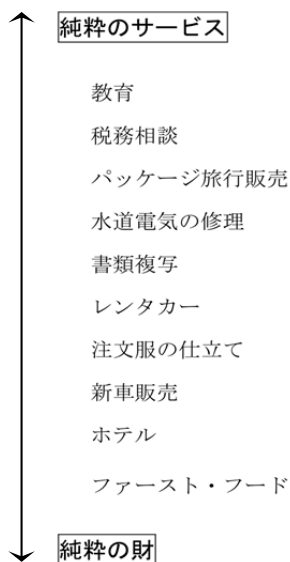 純粋のサービス
教育
税務相談
パッケージ旅行販売
水道電気の修理
書類複写
レンタカー
注文服の仕立て
新車販売
ホテル
ファースト・フード
純粋の財